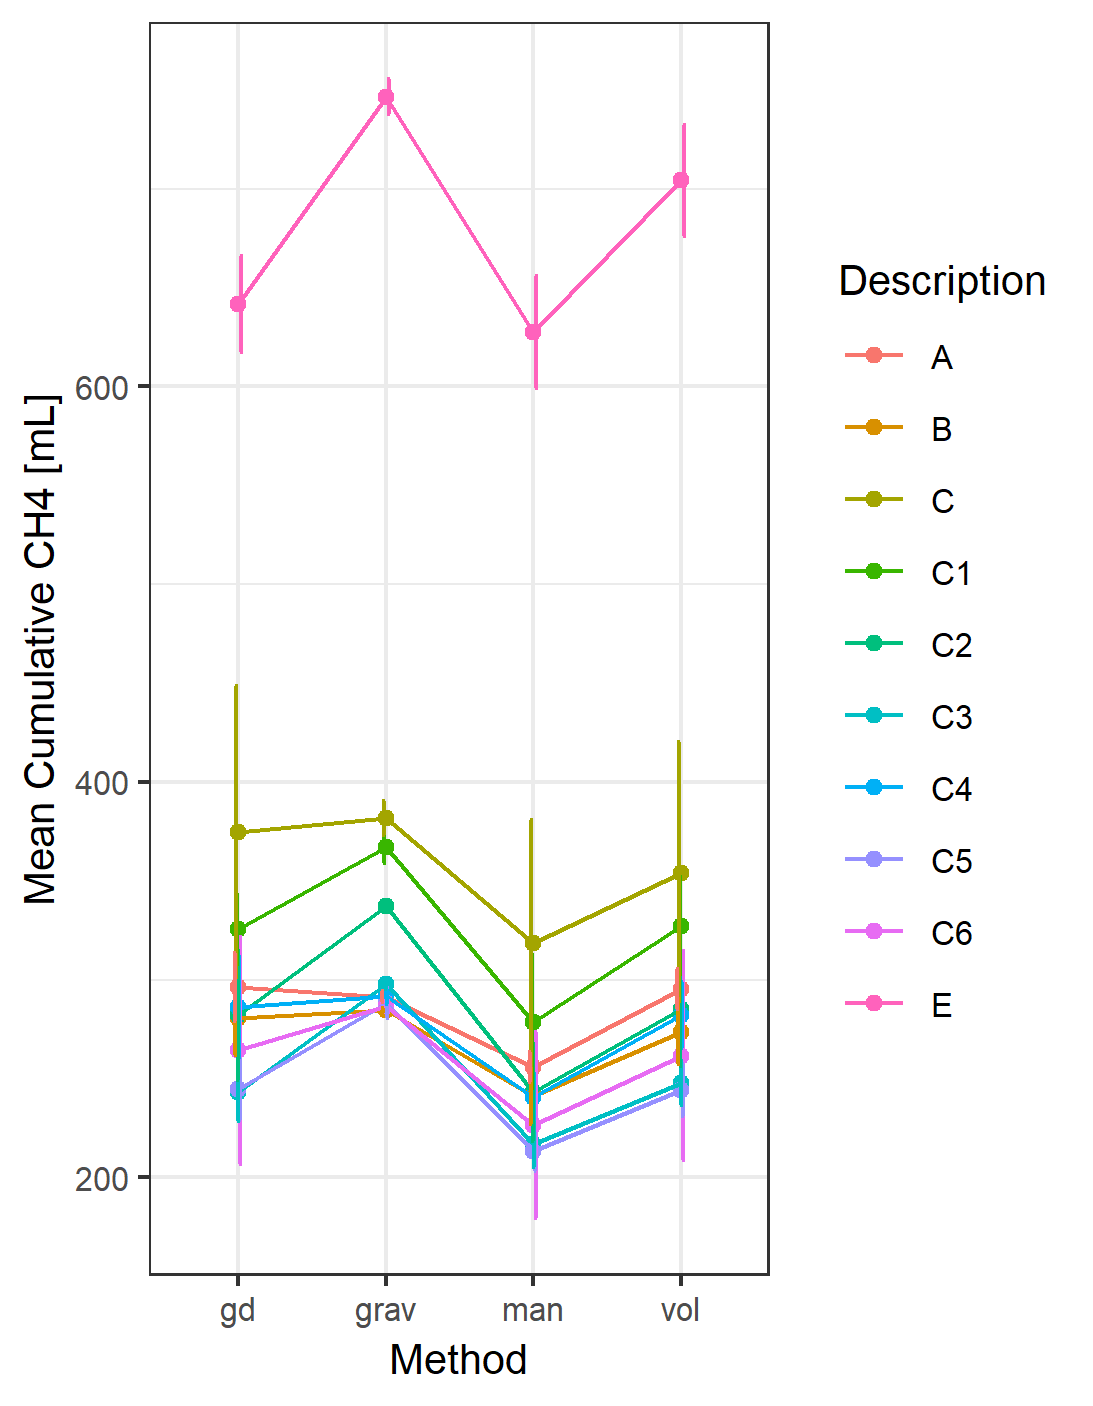 Mean Cumulative CH4 [mL]
600
400
200
gd grav man vol
Method
Description
A
B
C
C1
C2
C3
C4
C5
C6
E